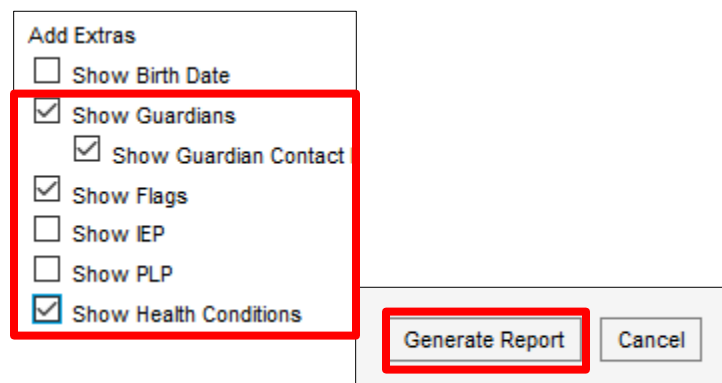 Add Extras
Show Birth Date
Show Guardians
Show Guardian Contact
Show Flags
Show IEP
Show PLP
Show Health Conditions
Generate Report Cancel